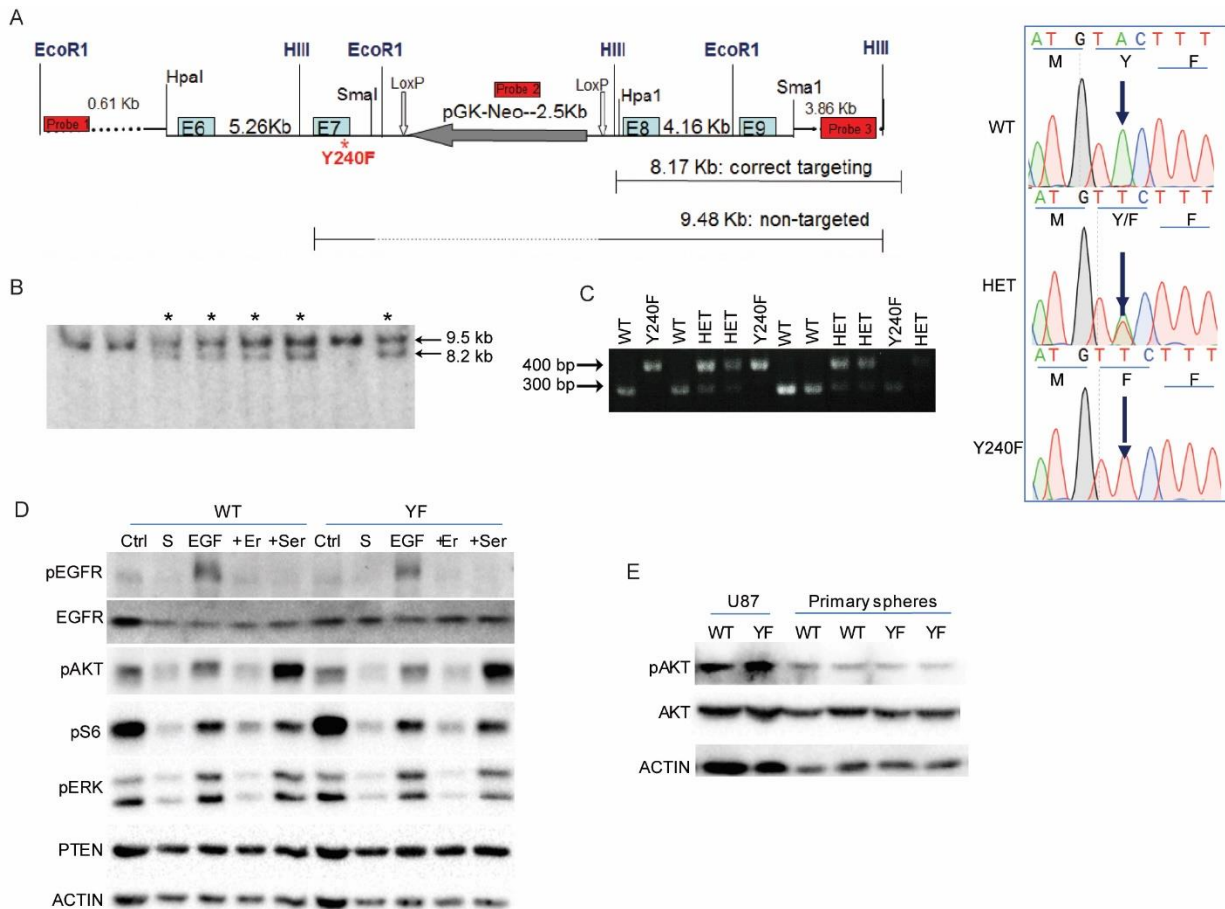 A
EcoR1 HIII EcoR1 HIII EcoR1 HIII
HpaI SmaI LoxP Probe 2 LoxP Hpa1 Sma1
0.61 Kb pGK-Neo--2.5Kb 3.86 Kb
Probe 1 E6 5.26Kb E7 E8 4.16 Kb E9 Probe 3
*
Y240F
8.17 Kb: correct targeting
9.48 Kb: non-targeted
A T G T A C T T T
M Y F
WT
A T G T T C T T T
M Y/F F
HET
A T G T T C T T T
M F F
Y240F
B
* * * * *
9.5 kb
8.2 kb
C
WT Y240F WT HET HET Y240F WT WT HET HET Y240F HET
400 bp
300 bp
D
WT YF
Ctrl S EGF +Er +Ser Ctrl S EGF +Er +Ser
pEGFR
EGFR
pAKT
pS6
pERK
PTEN
ACTIN
E
U87 Primary spheres
WT YF WT WT YF YF
pAKT
AKT
ACTIN